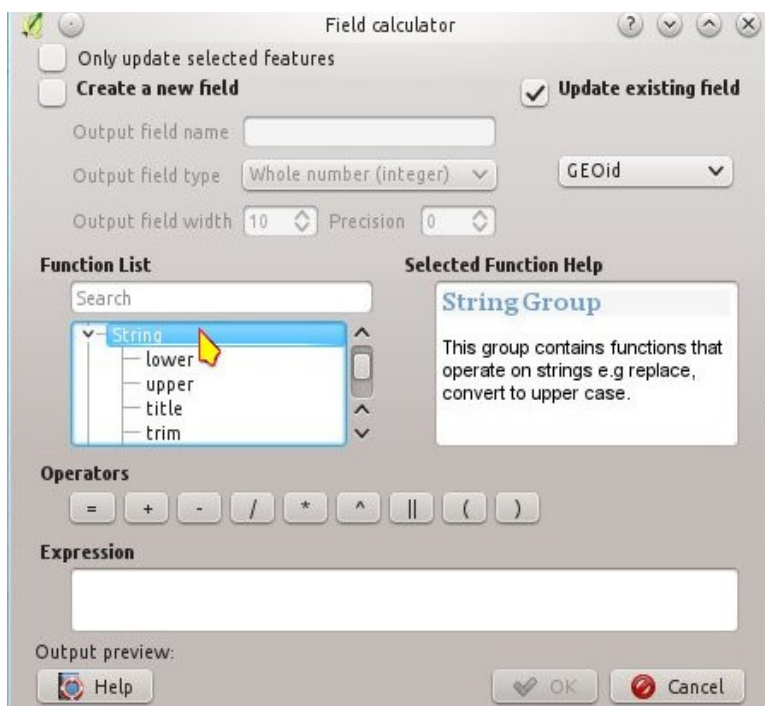 Field calculator
Only update selected features
Create a new field
Update existing field
Output field name
Output field type Whole number (integer)
GEOid
Output field width 10 Precision 0
Function List
Selected Function Help
Search
String
lower
upper
title
trim
String Group
This group contains functions that
operate on strings e.g replace,
convert to upper case.
Operators
= + - / * ^ || ( )
Expression
Output preview:
Help
OK
Cancel